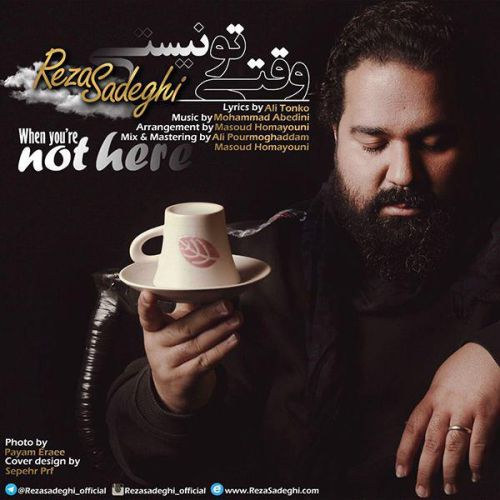 وقتی تو نیستی
Reza Sadeghi
Lyrics by Ali Tonko
Music by Mohammad Abedini
Arrangement by Masoud Homayouni
Mix & Mastering by Ali Pourmoghaddam
Masoud Homayouni
When you're
not here
Photo by
Payam Eraee
Cover design by
Sepehr Prf
@Rezasadeghi_official Rezasadeghi_official www.RezaSadeghi.com